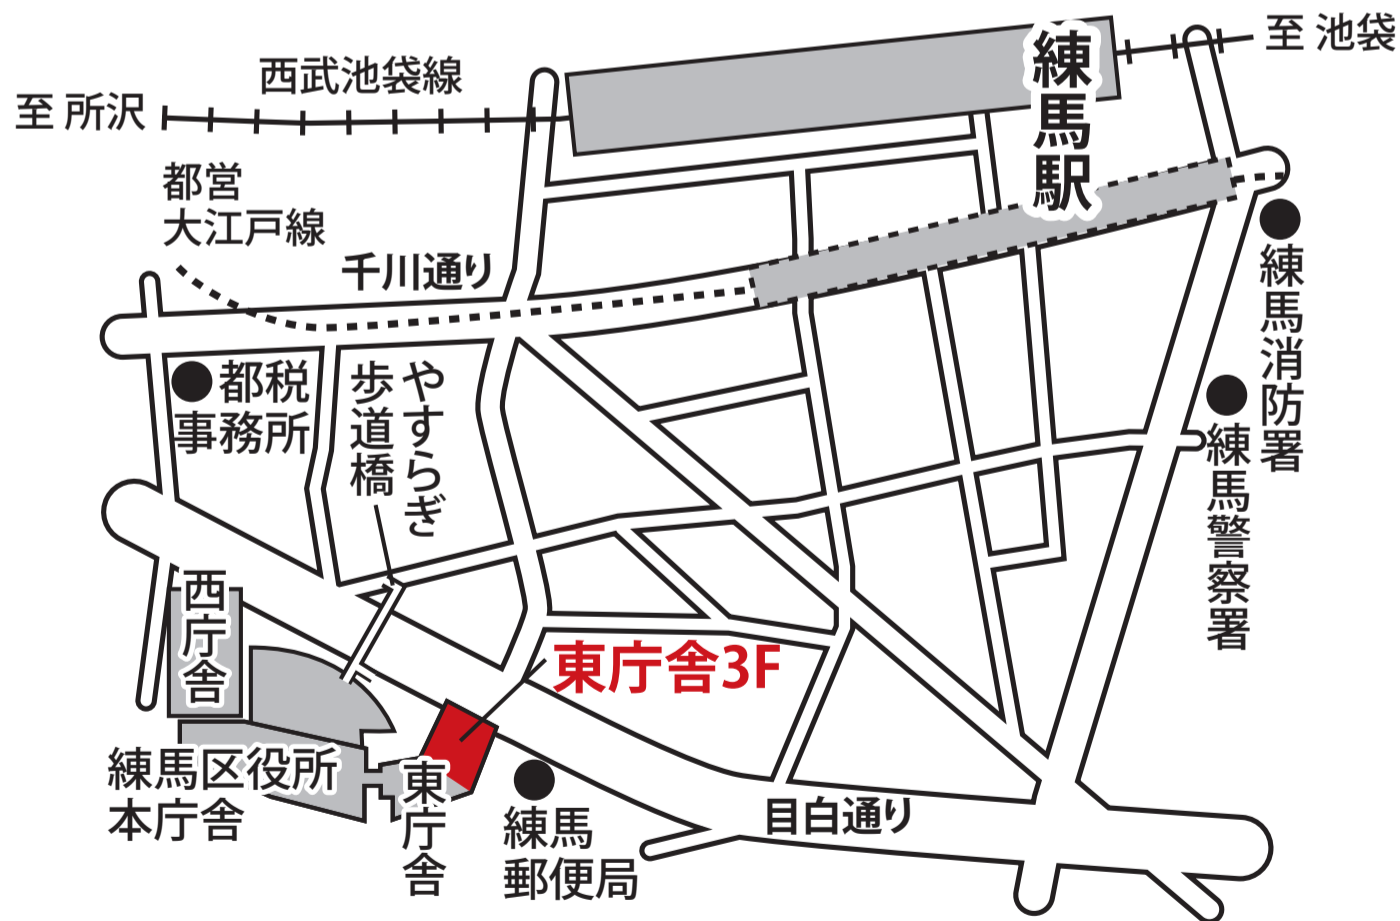 至 池袋
練馬駅
西武池袋線
至 所沢
都営
大江戸線
千川通り
都税
事務所
やすらぎ
歩道橋
練馬消防署
練馬警察署
西庁舎
東庁舎3F
練馬区役所
本庁舎
東庁舎
練馬
郵便局
目白通り